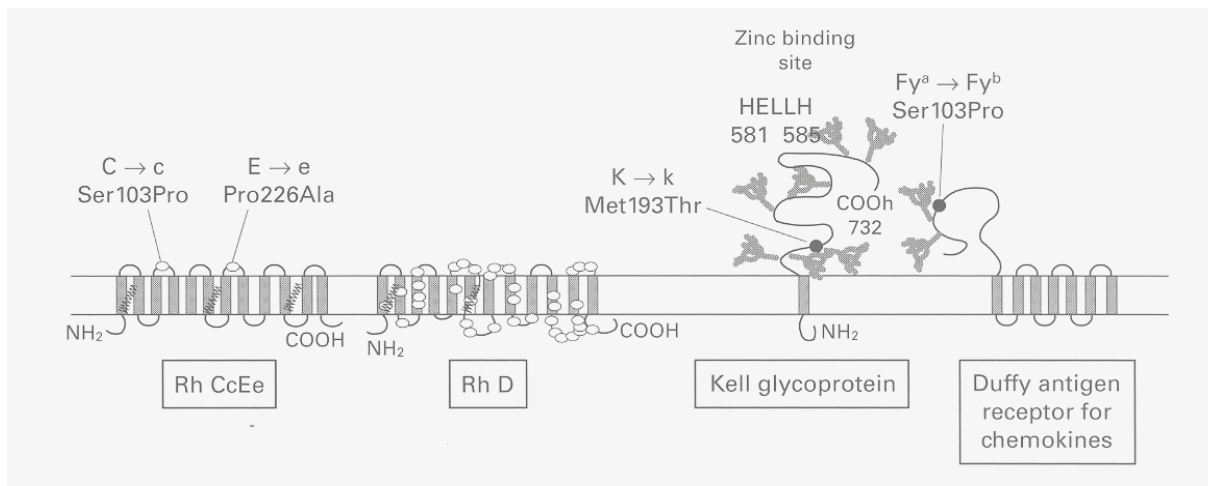 Zinc binding
site
HELLH
581 585
Fyᵃ → Fyᵇ
Ser103Pro
C → c
Ser103Pro
E → e
Pro226Ala
K → k
Met193Thr
COOh
732
NH₂
COOH
NH₂
COOH
NH₂
Rh CcEe
Rh D
Kell glycoprotein
Duffy antigen
receptor for
chemokines